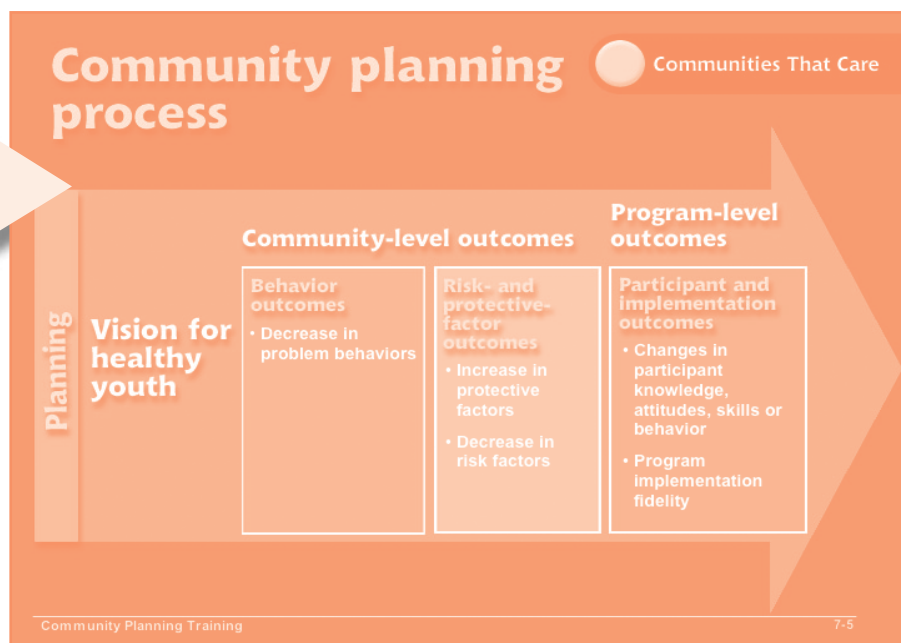 Community planning
process
Communities That Care
Planning
Vision for
healthy
youth
Community-level outcomes
Behavior
outcomes
• Decrease in
problem behaviors
Risk- and
protective-
factor
outcomes
• Increase in
protective
factors
• Decrease in
risk factors
Program-level
outcomes
Participant and
implementation
outcomes
• Changes in
participant
knowledge,
attitudes, skills or
behavior
• Program
implementation
fidelity
Community Planning Training
7-5